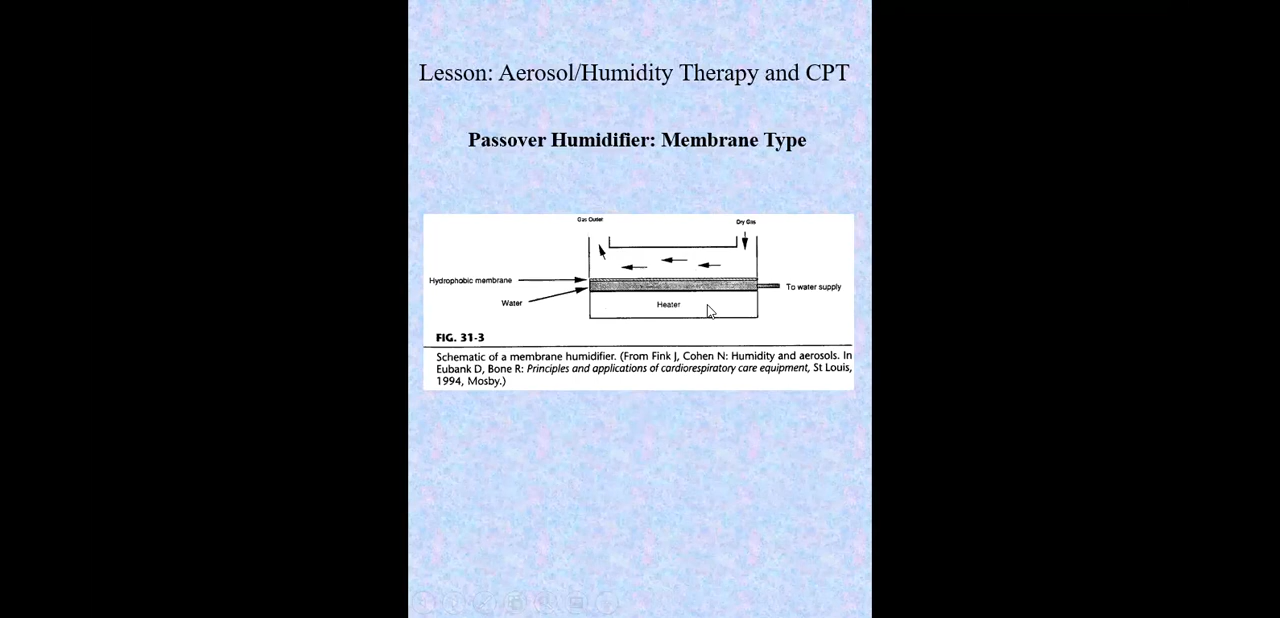 Lesson: Aerosol/Humidity Therapy and CPT
Passover Humidifier: Membrane Type
Gas Outlet
Dry Gas
Hydrophobic membrane
To water supply
Water
Heater
FIG. 31-3
Schematic of a membrane humidifier. (From Fink J, Cohen N: Humidity and aerosols. In
Eubank D, Bone R: Principles and applications of cardiorespiratory care equipment, St Louis,
1994, Mosby.)